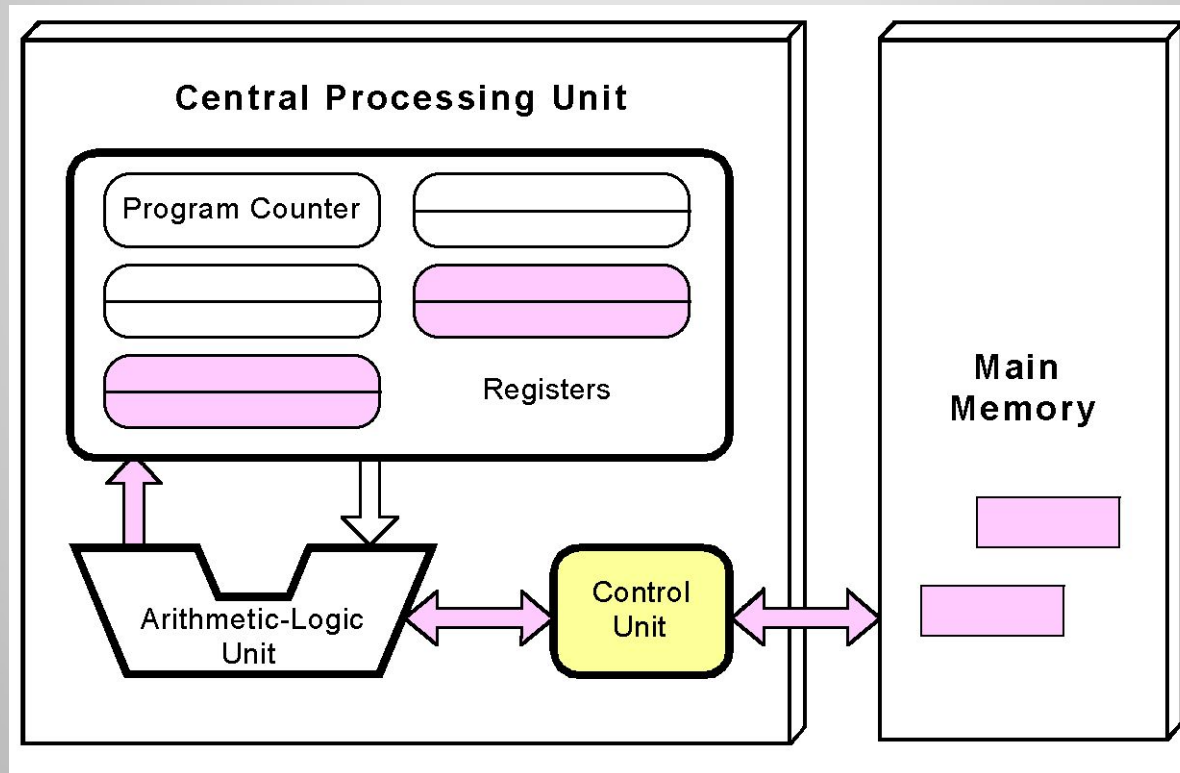 Central Processing Unit
Program Counter
Registers
Arithmetic-Logic
Unit
Control
Unit
Main
Memory